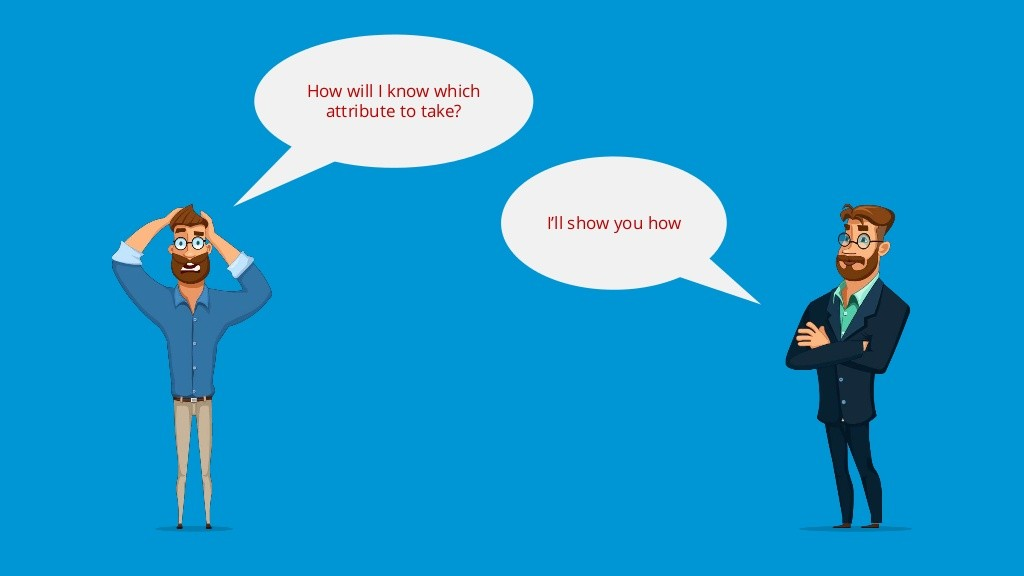 How will I know which
attribute to take?
I’ll show you how